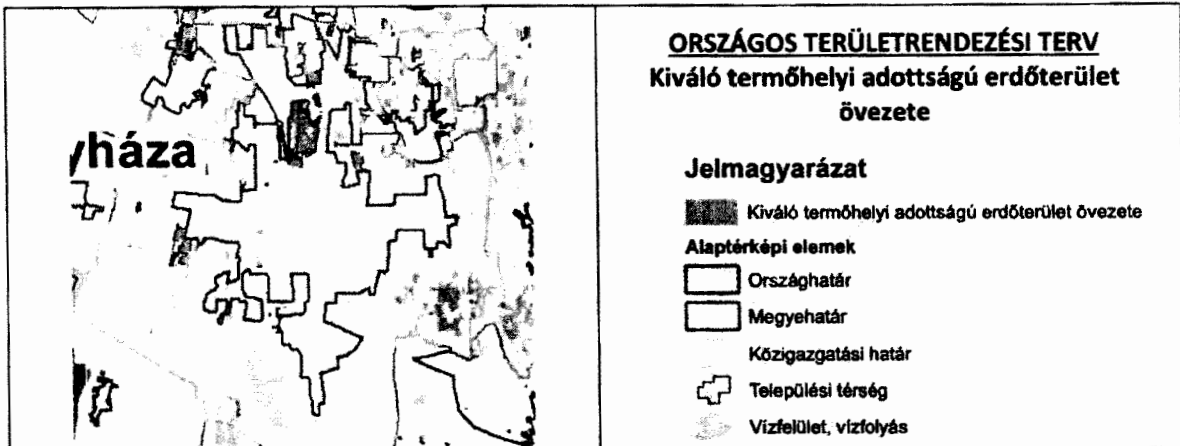 yháza
ORSZÁGOS TERÜLETRENDEZÉSI TERV
Kiváló termőhelyi adottságú erdőterület
övezete
Jelmagyarázat
Kiváló termőhelyi adottságú erdőterület övezete
Alaptérképi elemek
Országhatár
Megyehatár
Közigazgatási határ
Települési térség
Vízfelület, vízfolyás